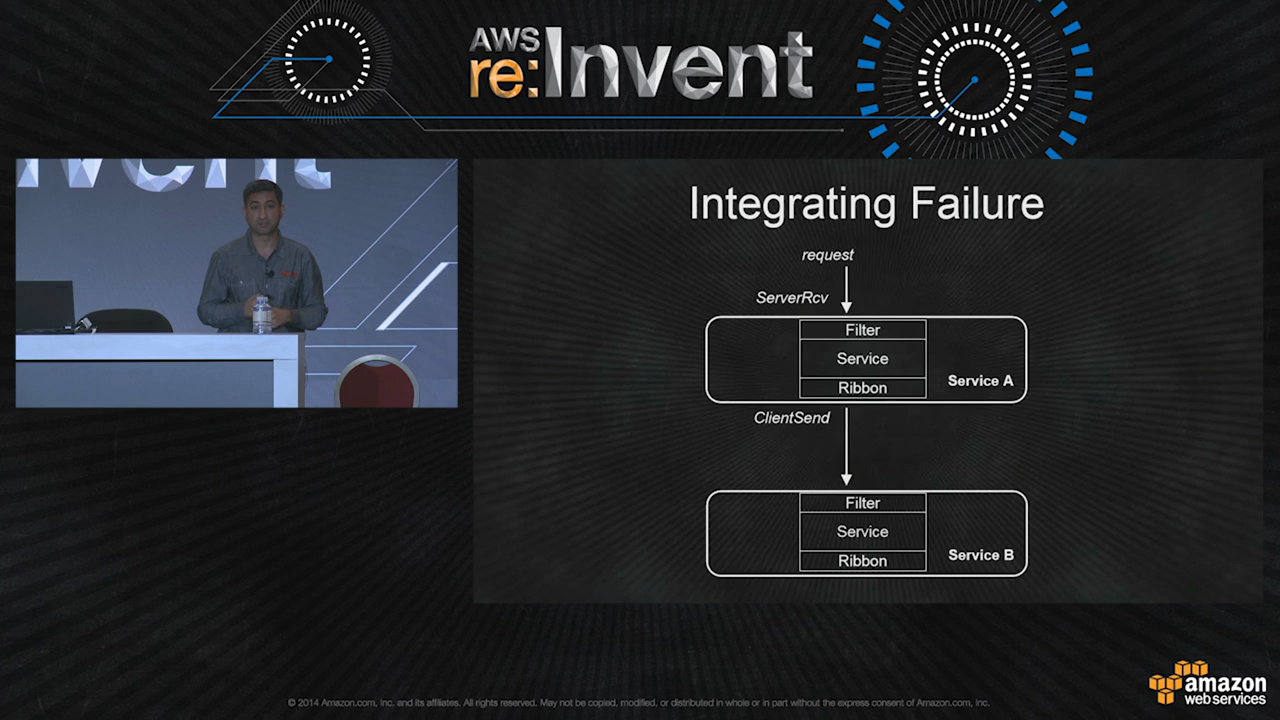 AWS
re:Invent
Integrating Failure
request
ServerRcv
Filter
Service
Ribbon
Service A
ClientSend
Filter
Service
Ribbon
Service B
amazon
web services
© 2014 Amazon.com, Inc. and its affiliates. All rights reserved. May not be copied, modified, or distributed in whole or in part without the express consent of Amazon.com, Inc.